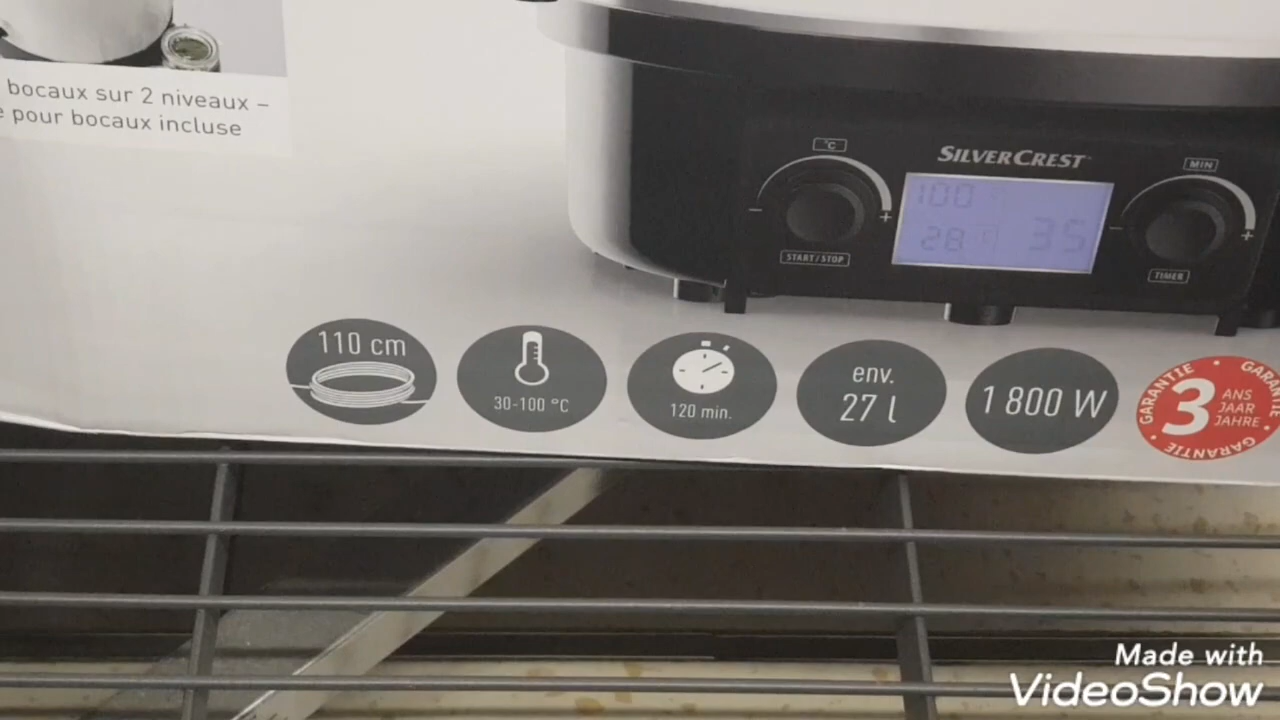 bocaux sur 2 niveaux –
pour bocaux incluse
°C
SILVERCREST
MIN
100
28
35
START/STOP
TIMER
110 cm
30-100 °C
120 min.
env.
27 l
1 800 W
GARANTIE
3 ANS
JAAR
JAHRE
GARANTIE
Made with
VideoShow